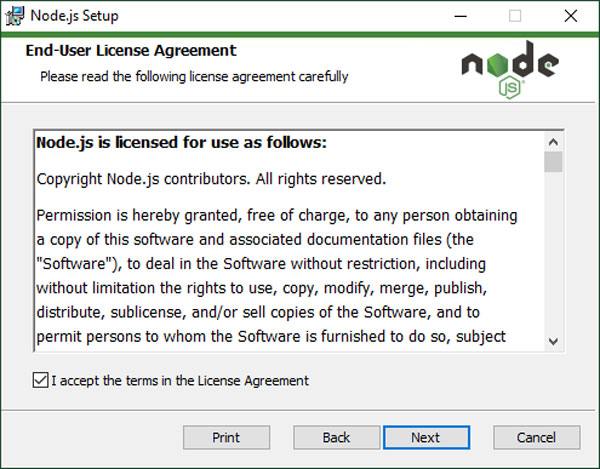 Node.js Setup
End-User License Agreement
Please read the following license agreement carefully
node
JS
Node.js is licensed for use as follows:
Copyright Node.js contributors. All rights reserved.
Permission is hereby granted, free of charge, to any person obtaining
a copy of this software and associated documentation files (the
"Software"), to deal in the Software without restriction, including
without limitation the rights to use, copy, modify, merge, publish,
distribute, sublicense, and/or sell copies of the Software, and to
permit persons to whom the Software is furnished to do so, subject
I accept the terms in the License Agreement
Print
Back
Next
Cancel